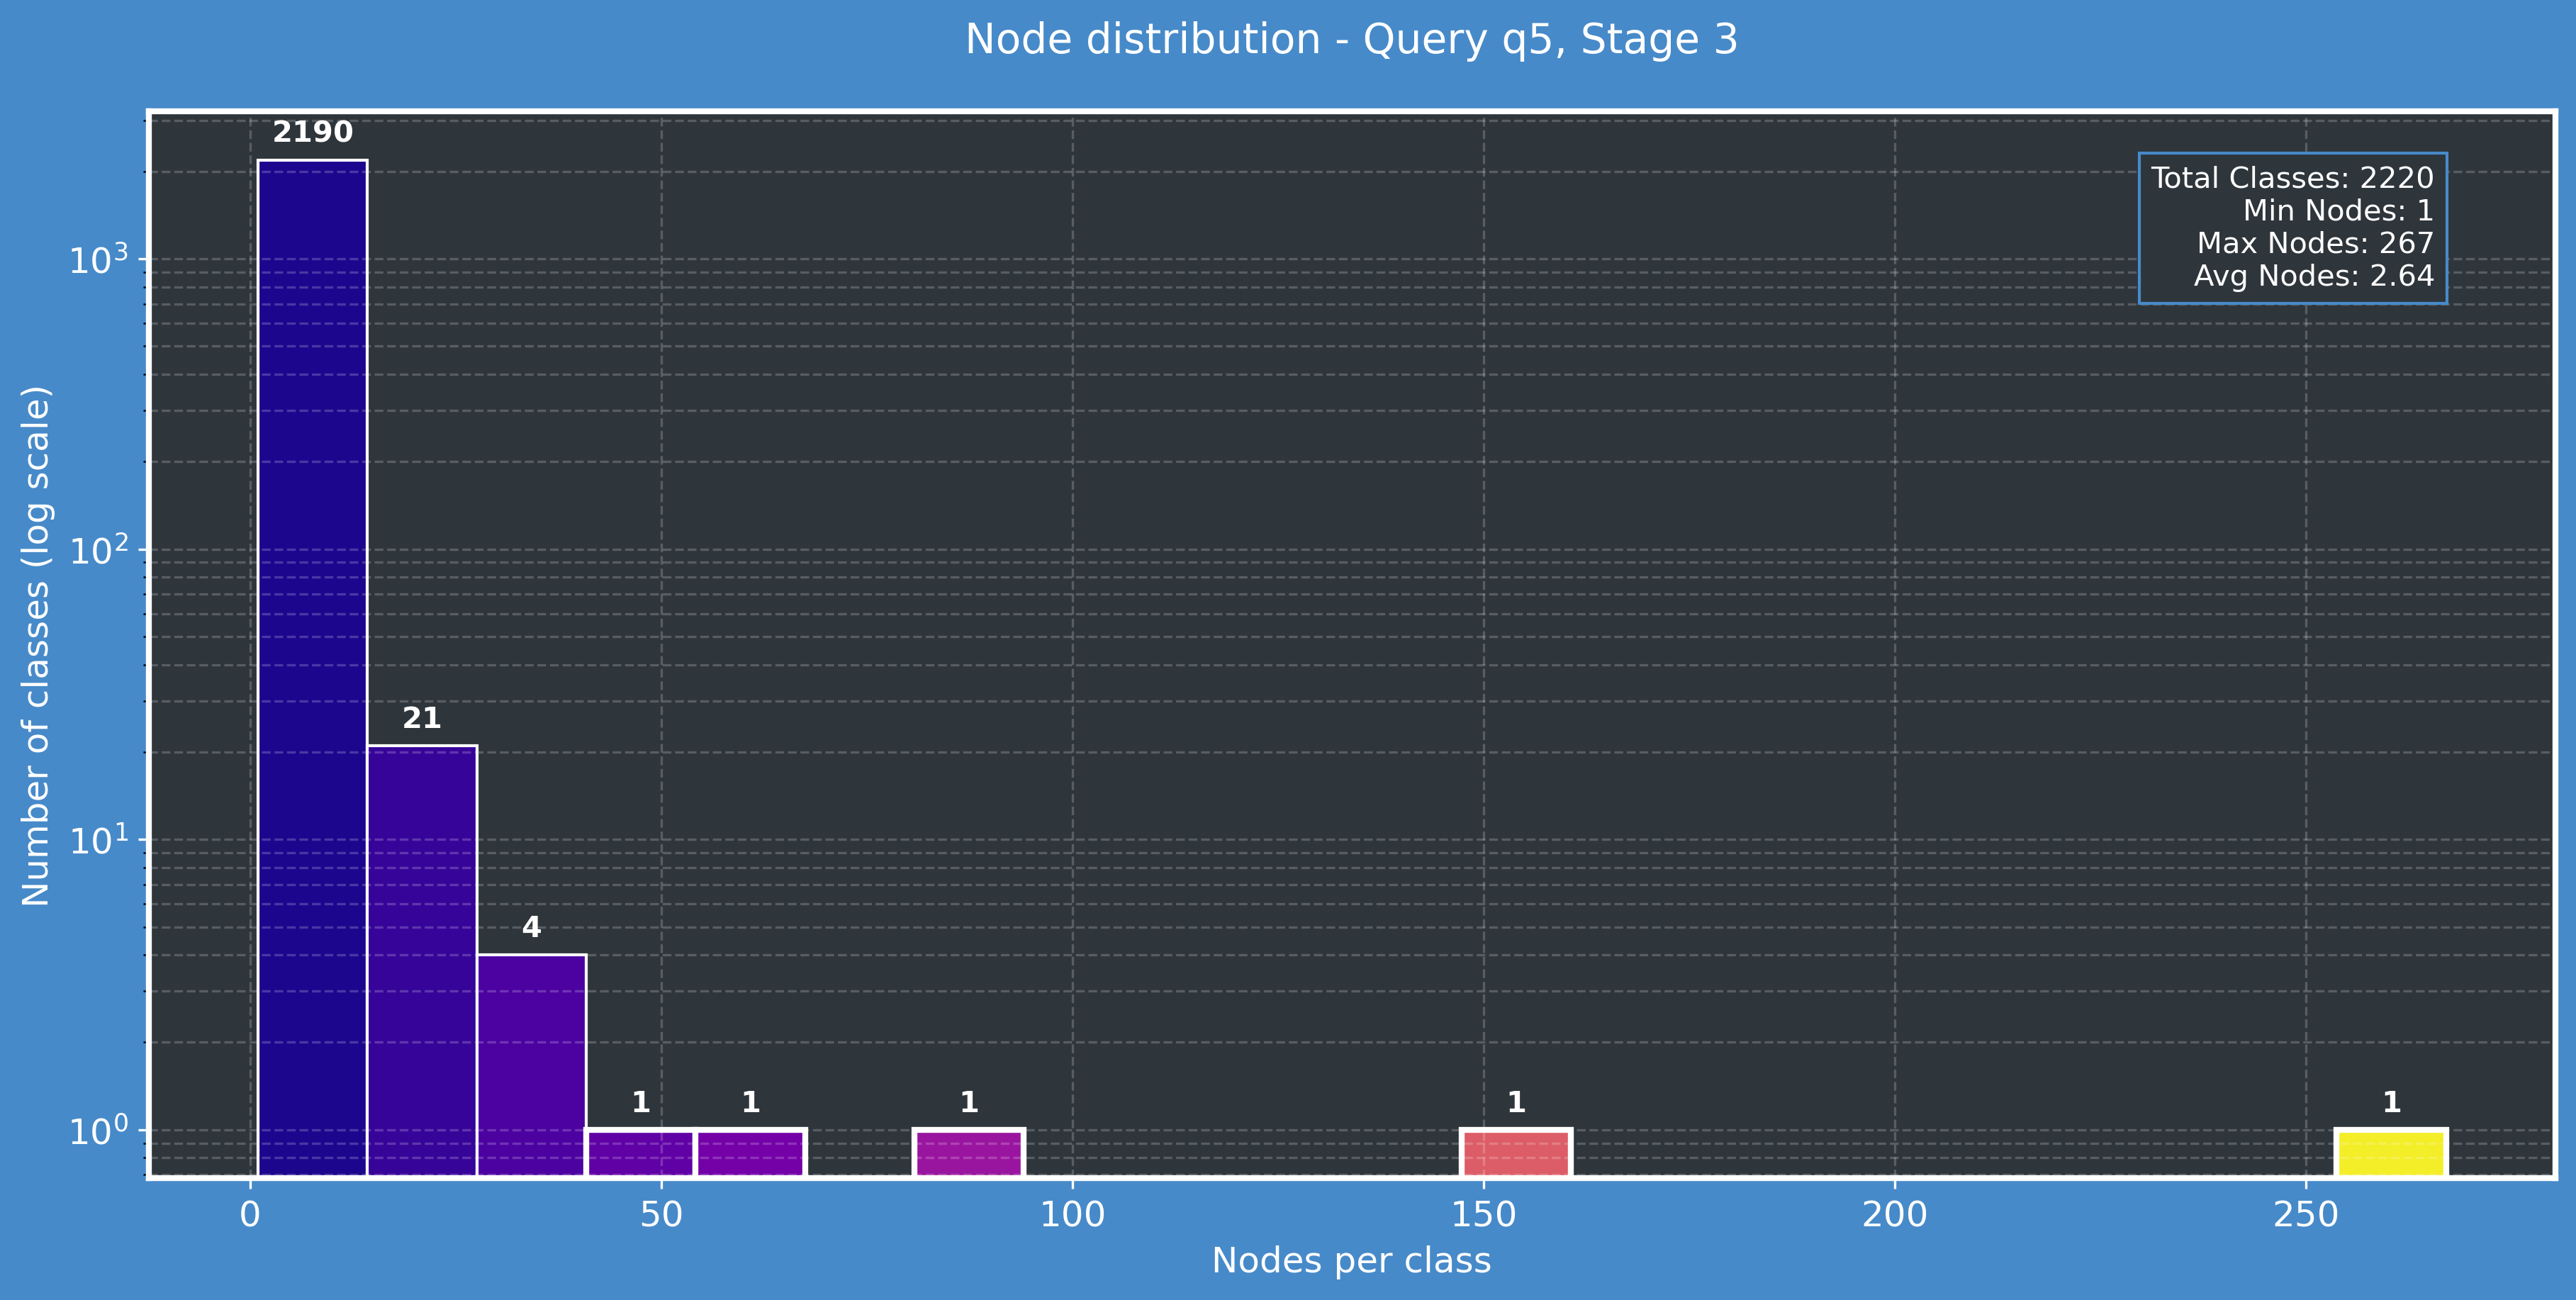 Node distribution - Query q5, Stage 3
2190
21
4
1
1
1
1
1
Total Classes: 2220
Min Nodes: 1
Max Nodes: 267
Avg Nodes: 2.64
Number of classes (log scale)
10³
10²
10¹
10⁰
0 50 100 150 200 250
Nodes per class